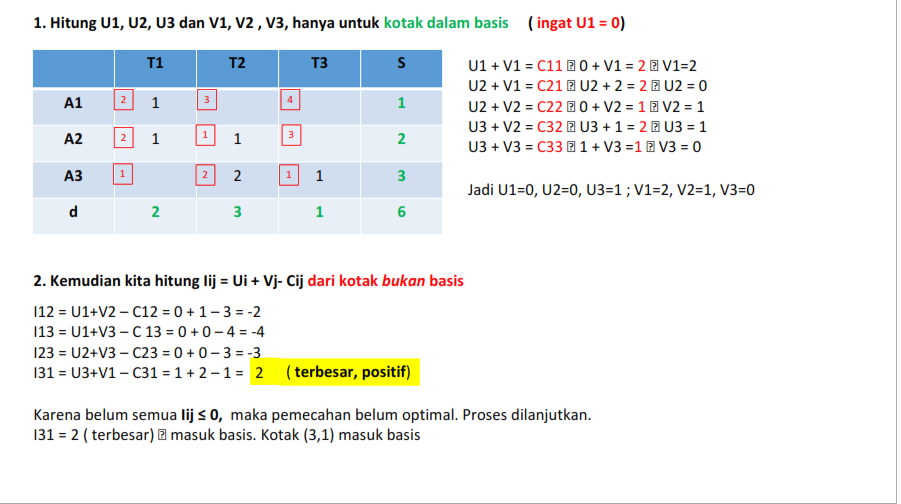 1. Hitung U1, U2, U3 dan V1, V2 , V3, hanya untuk kotak dalam basis ( ingat U1 = 0)
T1 T2 T3 S
A1 2 1 3 4 1
A2 2 1 1 1 3 2
A3 1 2 2 1 1 3
d 2 3 1 6
U1 + V1 = C11 🡪 0 + V1 = 2 🡪 V1=2
U2 + V1 = C21 🡪 U2 + 2 = 2 🡪 U2 = 0
U2 + V2 = C22 🡪 0 + V2 = 1 🡪 V2 = 1
U3 + V2 = C32 🡪 U3 + 1 = 2 🡪 U3 = 1
U3 + V3 = C33 🡪 1 + V3 =1 🡪 V3 = 0
Jadi U1=0, U2=0, U3=1 ; V1=2, V2=1, V3=0
2. Kemudian kita hitung Iij = Ui + Vj- Cij dari kotak bukan basis
I12 = U1+V2 – C12 = 0 + 1 – 3 = -2
I13 = U1+V3 – C 13 = 0 + 0 – 4 = -4
I23 = U2+V3 – C23 = 0 + 0 – 3 = -3
I31 = U3+V1 – C31 = 1 + 2 – 1 = 2 ( terbesar, positif)
Karena belum semua Iij ≤ 0, maka pemecahan belum optimal. Proses dilanjutkan.
I31 = 2 ( terbesar) 🡪 masuk basis. Kotak (3,1) masuk basis